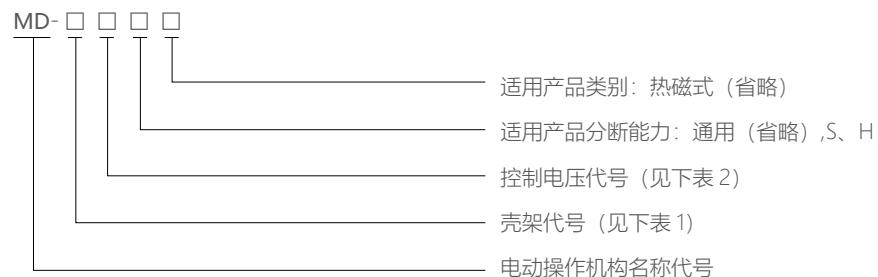 MD-□ □ □ □
适用产品类别：热磁式（省略）
适用产品分断能力：通用（省略）,S、H
控制电压代号（见下表 2）
壳架代号（见下表 1）
电动操作机构名称代号